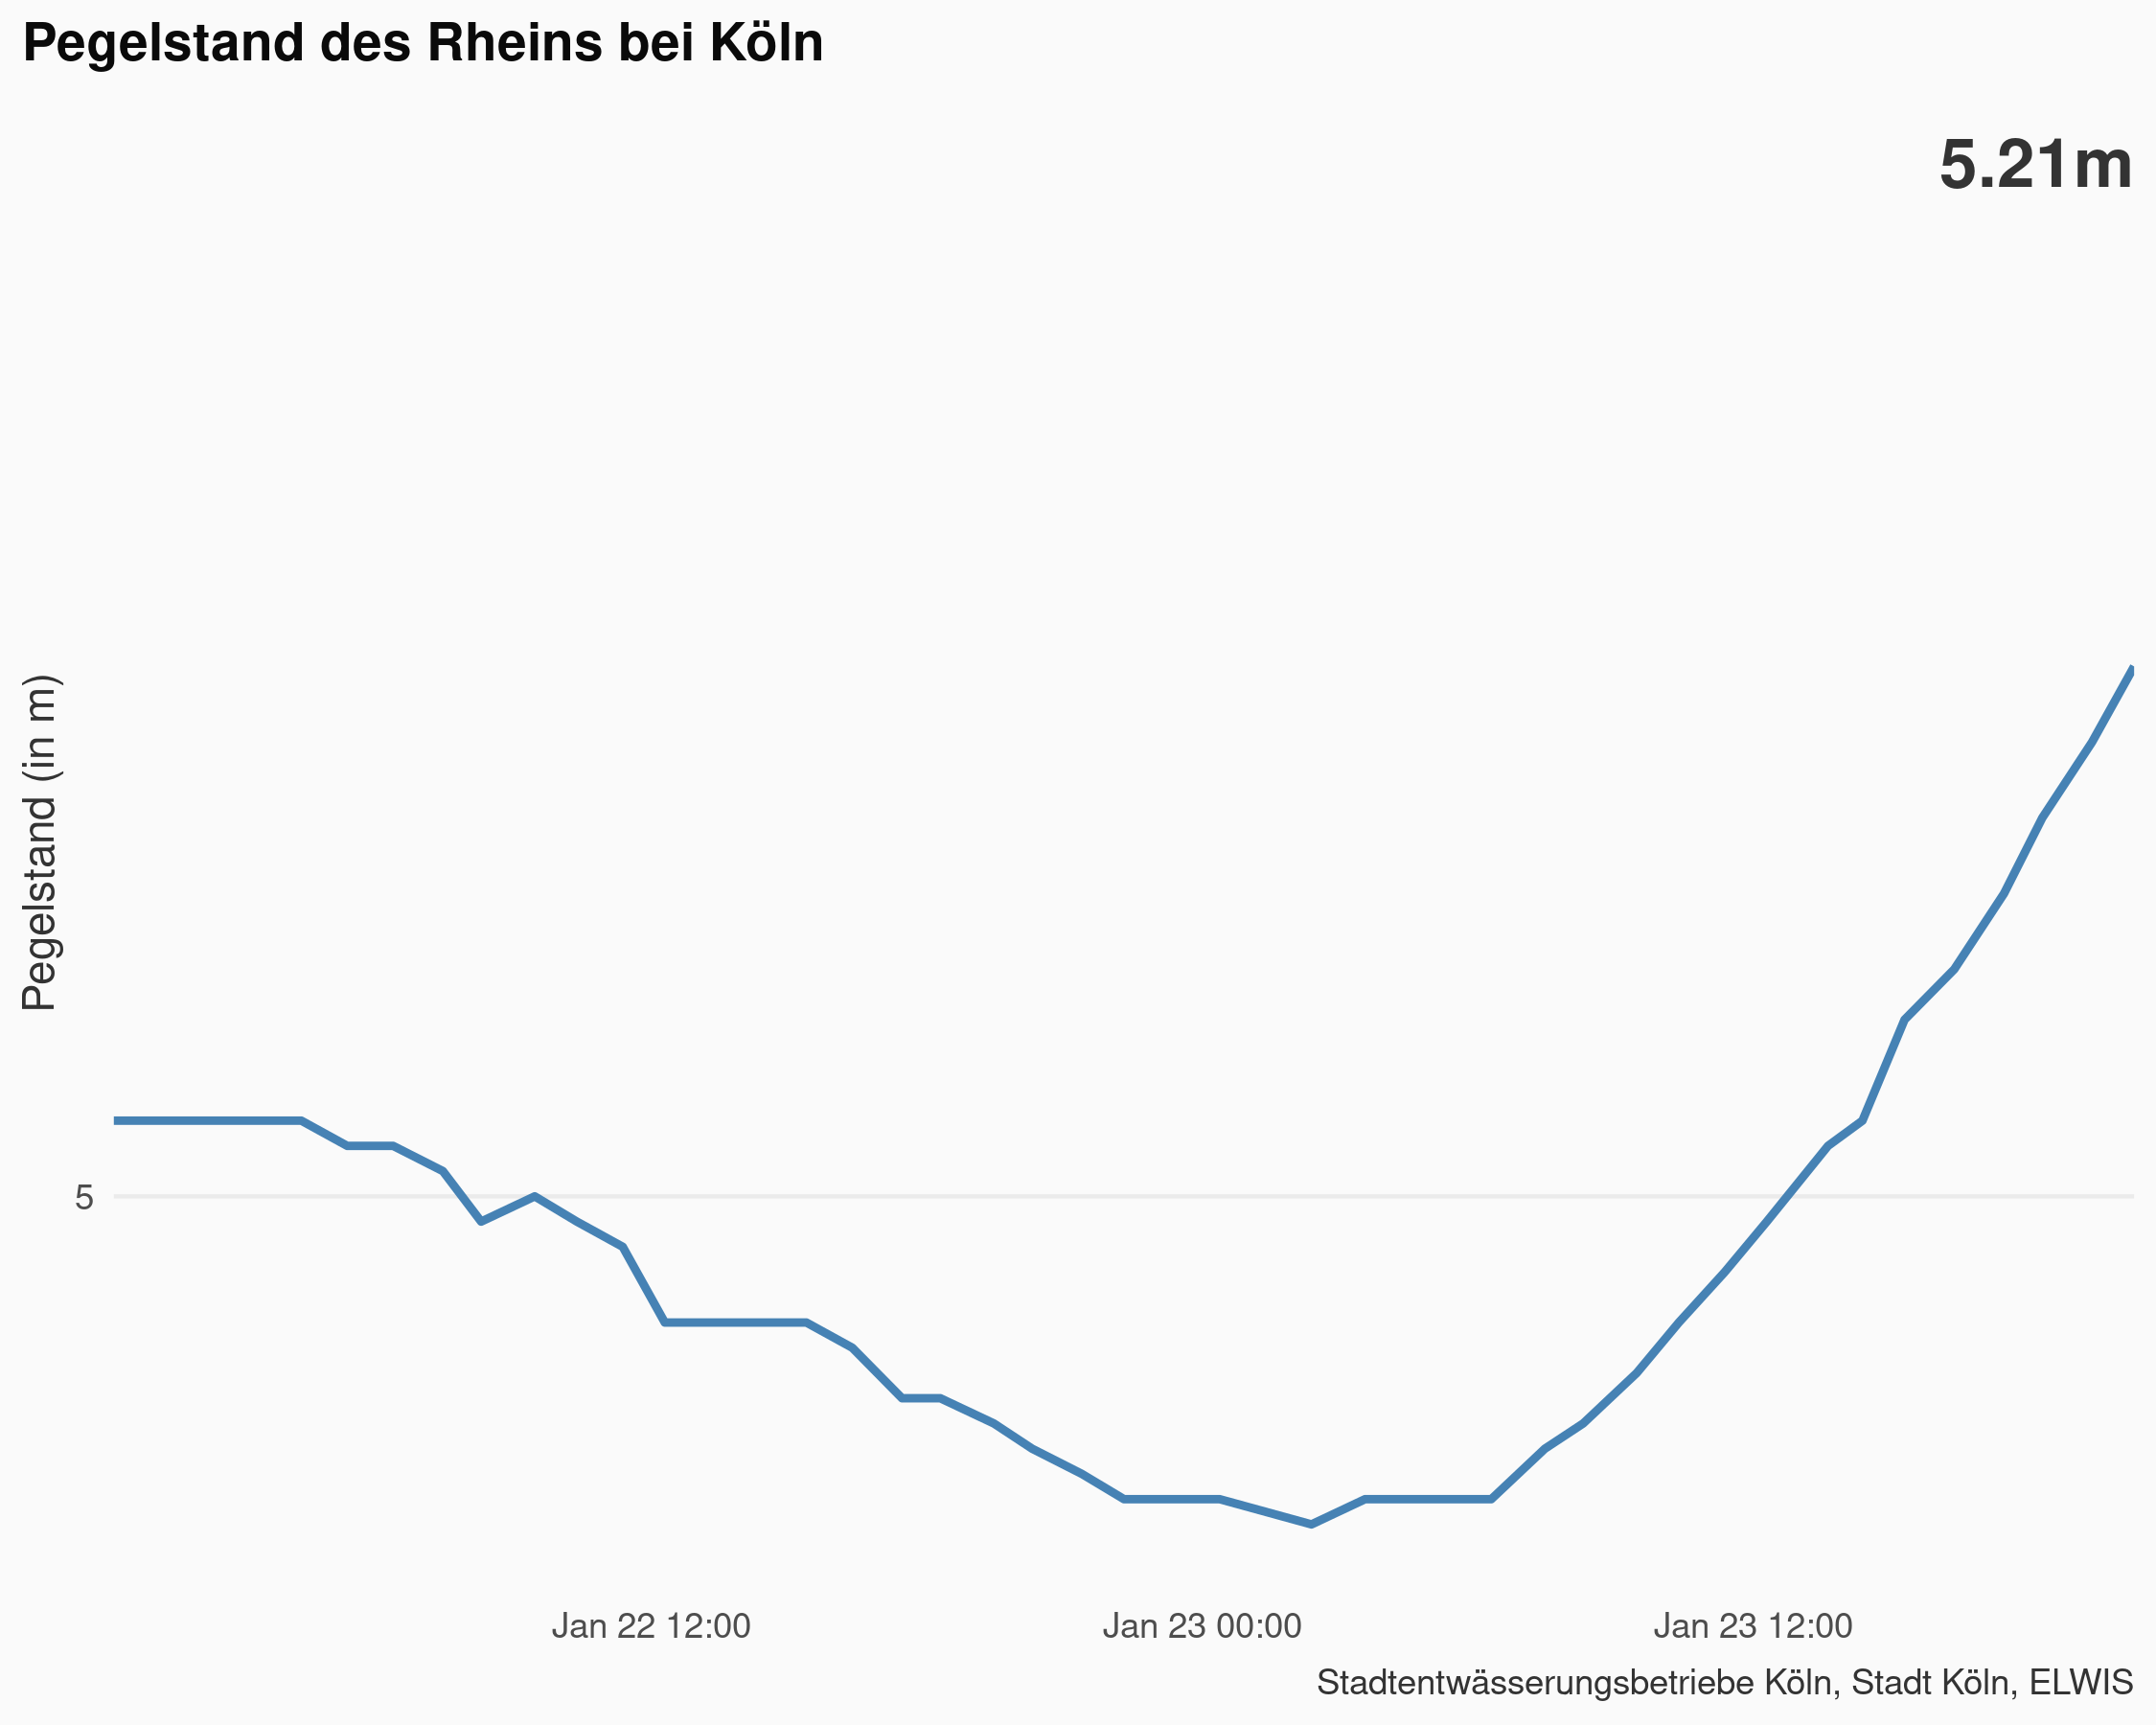 Pegelstand des Rheins bei Köln
5.21m
Pegelstand (in m)
5
Jan 22 12:00
Jan 23 00:00
Jan 23 12:00
Stadtentwässerungsbetriebe Köln, Stadt Köln, ELWIS